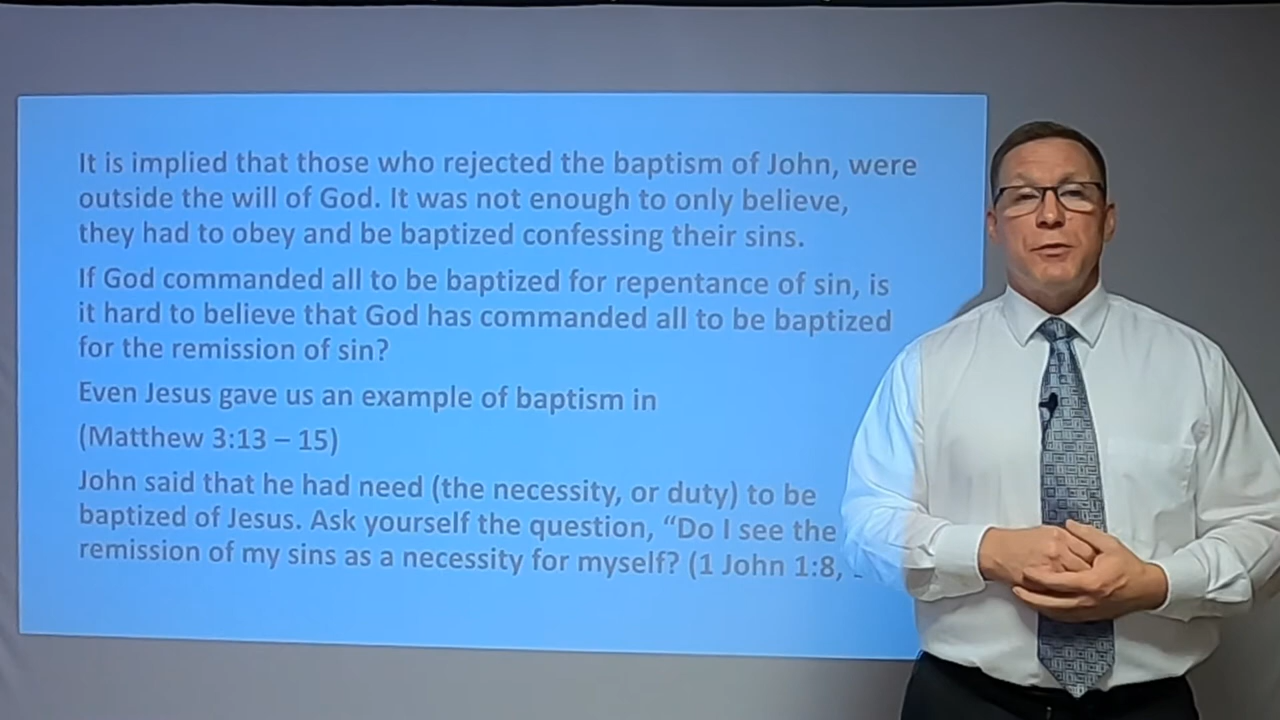 It is implied that those who rejected the baptism of John, were
outside the will of God. It was not enough to only believe,
they had to obey and be baptized confessing their sins.
If God commanded all to be baptized for repentance of sin, is
it hard to believe that God has commanded all to be baptized
for the remission of sin?
Even Jesus gave us an example of baptism in
(Matthew 3:13 – 15)
John said that he had need (the necessity, or duty) to be
baptized of Jesus. Ask yourself the question, “Do I see the
remission of my sins as a necessity for myself? (1 John 1:8,